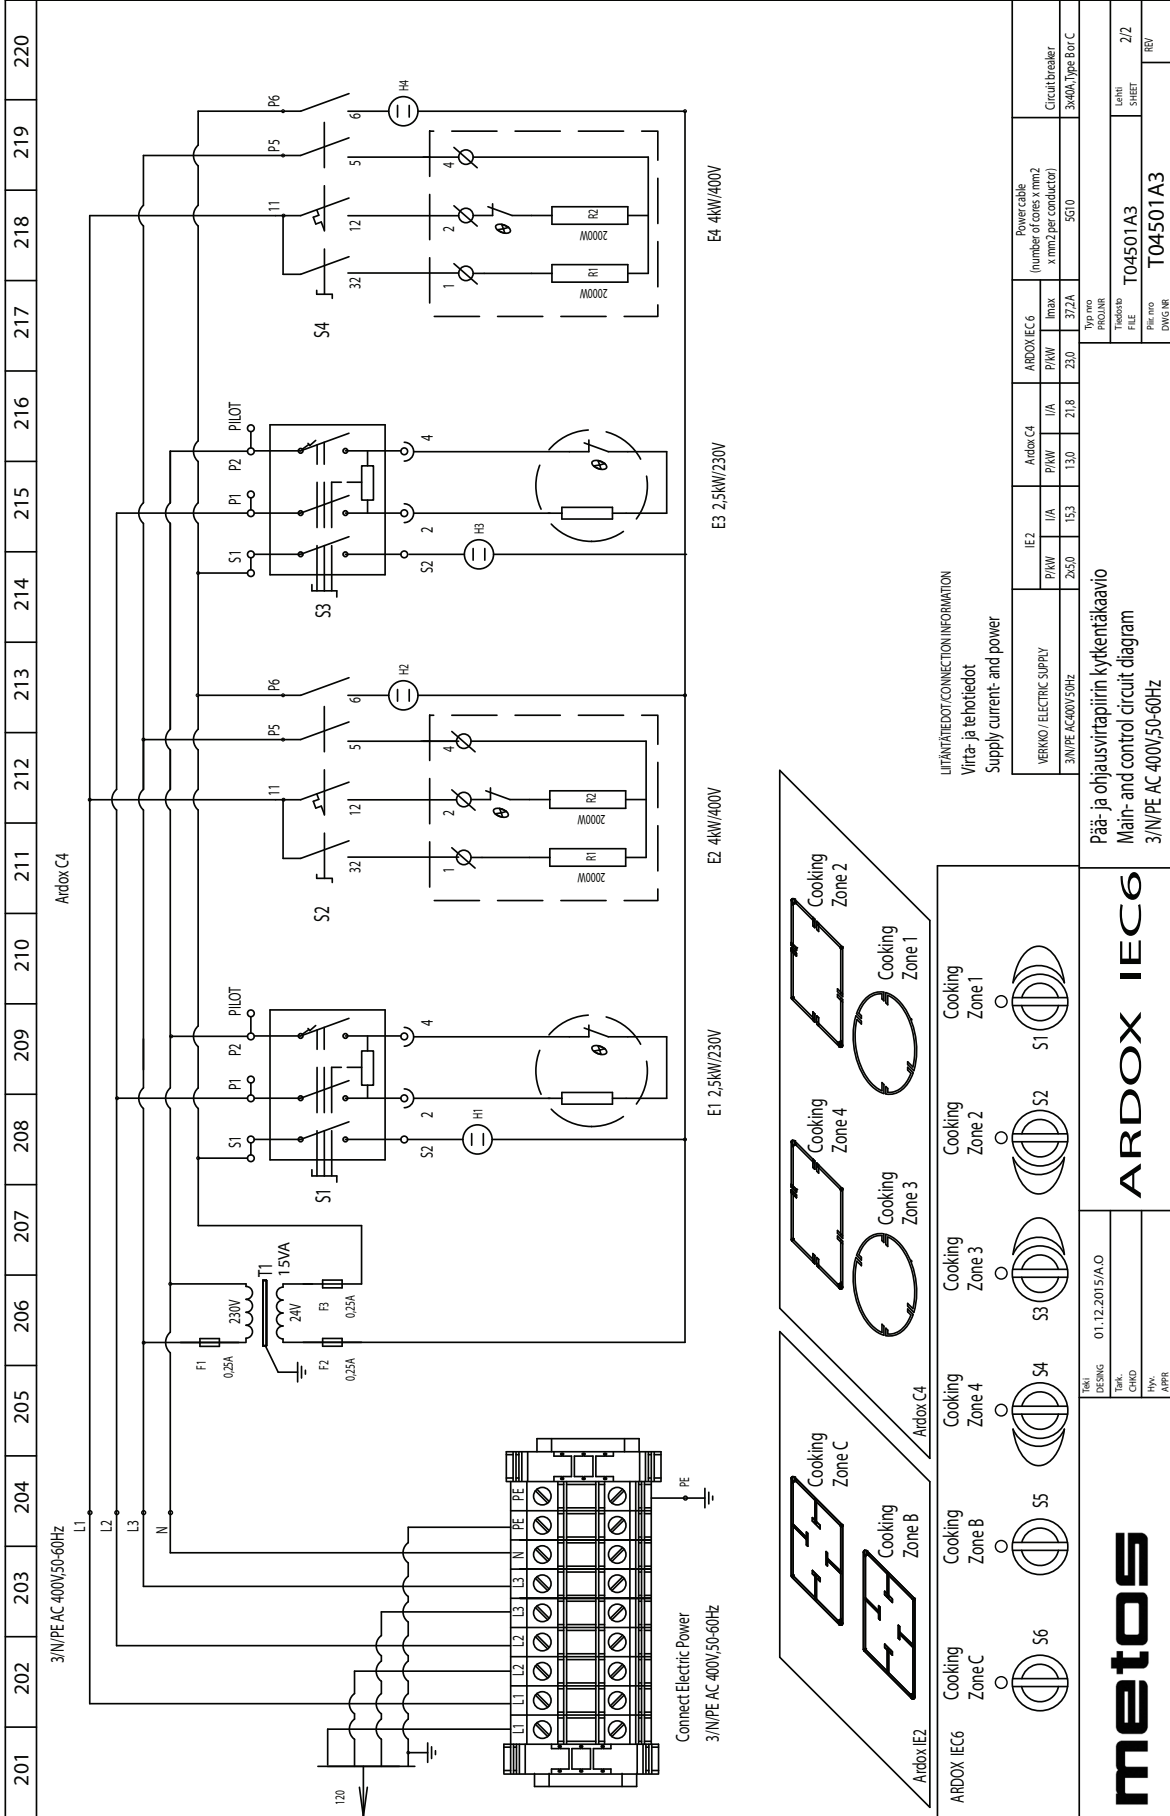 201 202 203 204 205 206 207 208 209 210 211 212 213 214 215 216 217 218 219 220
3/N/PE AC 400V,50-60Hz
Ardox C4
L1
L2
L3
N
120
F1
0,25A
230V
T1
15VA
24V
F2
0,25A
F3
0,25A
S1 P1 P2 PILOT
S1
S2 2 4
H1
E1 2,5kW/230V
11 P5 P6
S2
32 12 5 6
H2
1 2 4
R1
2000W
R2
2000W
E2 4kW/400V
S1 P1 P2 PILOT
S3
S2 2 4
H3
E3 2,5kW/230V
11 P5 P6
S4
32 12 5 6
H4
1 2 4
R1
2000W
R2
2000W
E4 4kW/400V
L1 L1 L2 L2 L3 L3 N PE PE
PE
Connect Electric Power
3/N/PE AC 400V,50-60Hz
Cooking
Zone C
Cooking
Zone B
Ardox IE2
Cooking
Zone 4
Cooking
Zone 3
Cooking
Zone 2
Cooking
Zone 1
Ardox C4
ARDOX IEC6
Cooking
Zone C
S6
Cooking
Zone B
S5
Cooking
Zone 4
S4
Cooking
Zone 3
S3
Cooking
Zone 2
S2
Cooking
Zone 1
S1
LIITÄNTÄTIEDOT/CONNECTION INFORMATION
Virta- ja tehotiedot
Supply current- and power
VERKKO / ELECTRIC SUPPLY
IE 2
Ardox C4
ARDOX IEC 6
Power cable
(number of cores x mm2
x mm2 per conductor)
Circuit breaker
P/kW I/A P/kW I/A P/kW Imax
3/N/PE AC400V 50Hz 2x5,0 15,3 13,0 21,8 23,0 37,2A 5G10 3x40A,Type B or C
metos
Teki
DESING
01.12.2015/A.O
Tark.
CHKD
Hyv.
APPR
ARDOX IEC6
Pää- ja ohjausvirtapiirin kytkentäkaavio
Main- and control circuit diagram
3/N/PE AC 400V,50-60Hz
Typ nro
PROJ.NR
Tiedosto
FILE
T04501A3
Lehti
SHEET
2/2
Piir. nro
DWG NR
T04501A3
REV